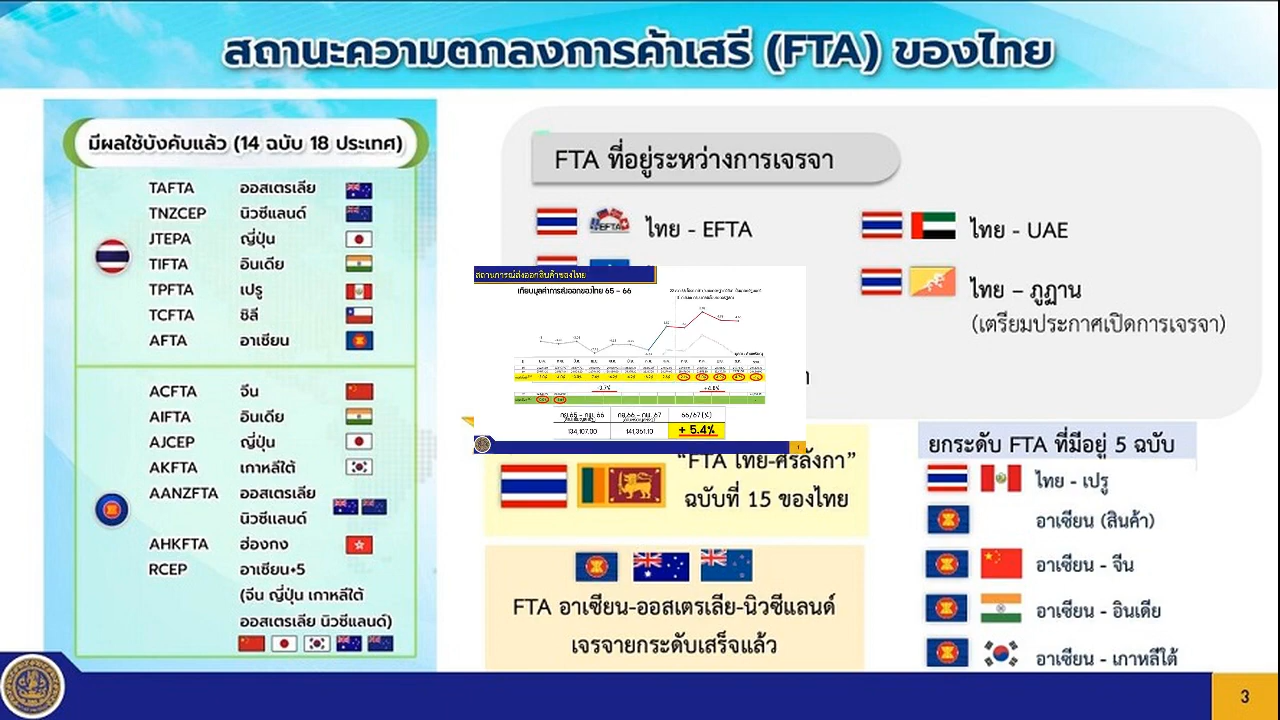 สถานะความตกลงการค้าเสรี (FTA) ของไทย
มีผลใช้บังคับแล้ว (14 ฉบับ 18 ประเทศ)
TAFTA ออสเตรเลีย
TNZCEP นิวซีแลนด์
JTEPA ญี่ปุ่น
TIFTA อินเดีย
TPFTA เปรู
TCFTA ชิลี
AFTA อาเซียน
ACFTA จีน
AIFTA อินเดีย
AJCEP ญี่ปุ่น
AKFTA เกาหลีใต้
AANZFTA ออสเตรเลีย
นิวซีแลนด์
AHKFTA ฮ่องกง
RCEP อาเซียน+5
(จีน ญี่ปุ่น เกาหลีใต้
ออสเตรเลีย นิวซีแลนด์)
FTA ที่อยู่ระหว่างการเจรจา
EFTA
ไทย - EFTA
ไทย - UAE
ไทย – ภูฏาน
(เตรียมประกาศเปิดการเจรจา)
สถานการณ์ส่งออกสินค้าของไทย
เทียบมูลค่าการส่งออกของไทย 65 - 66
-3.7%
+4.8%
66/67 (%)
134,107.00
141,361.10
+ 5.4%
“FTA ไทย-ศรีลังกา”
ฉบับที่ 15 ของไทย
FTA อาเซียน-ออสเตรเลีย-นิวซีแลนด์
เจรจายกระดับเสร็จแล้ว
ยกระดับ FTA ที่มีอยู่ 5 ฉบับ
ไทย - เปรู
อาเซียน (สินค้า)
อาเซียน - จีน
อาเซียน - อินเดีย
อาเซียน - เกาหลีใต้
3